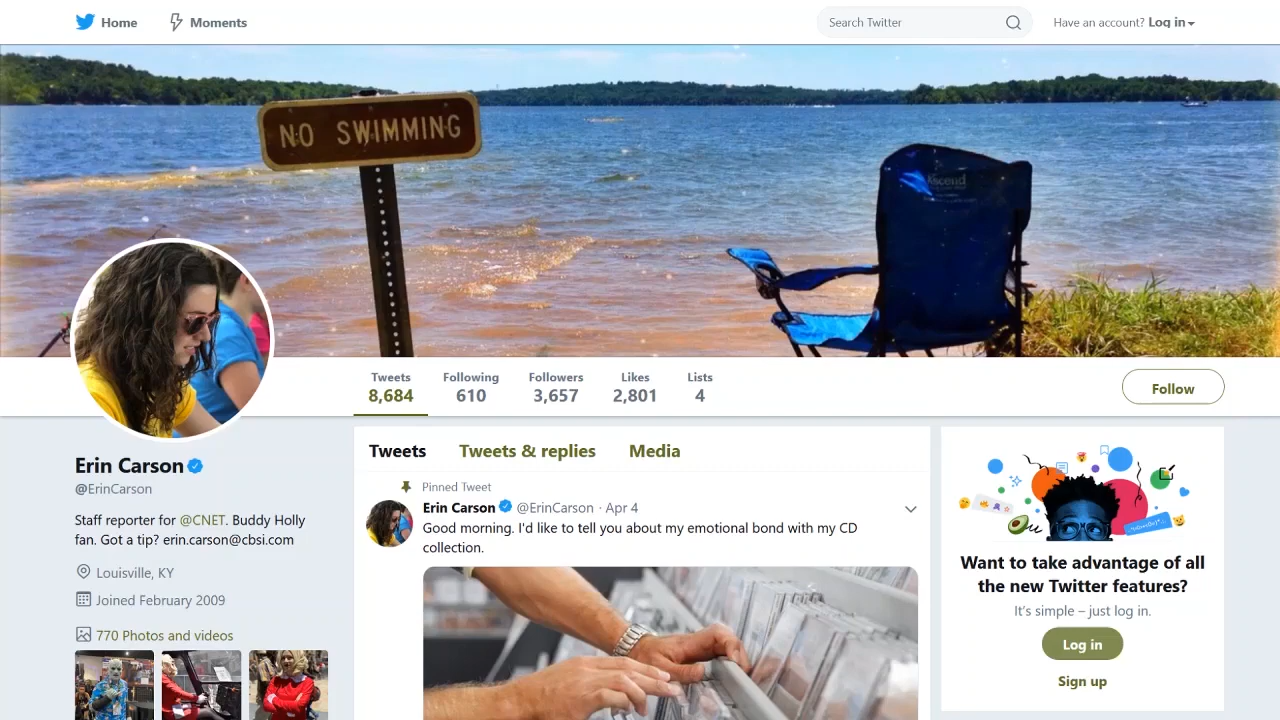 Home
Moments
Search Twitter
Have an account? Log in
NO SWIMMING
Ascend
Tweets
8,684
Following
610
Followers
3,657
Likes
2,801
Lists
4
Follow
Erin Carson
@ErinCarson
Staff reporter for @CNET. Buddy Holly
fan. Got a tip? erin.carson@cbsi.com
Louisville, KY
Joined February 2009
770 Photos and videos
Tweets
Tweets & replies
Media
Pinned Tweet
Erin Carson @ErinCarson · Apr 4
Good morning. I'd like to tell you about my emotional bond with my CD
collection.
Want to take advantage of all
the new Twitter features?
It's simple – just log in.
Log in
Sign up